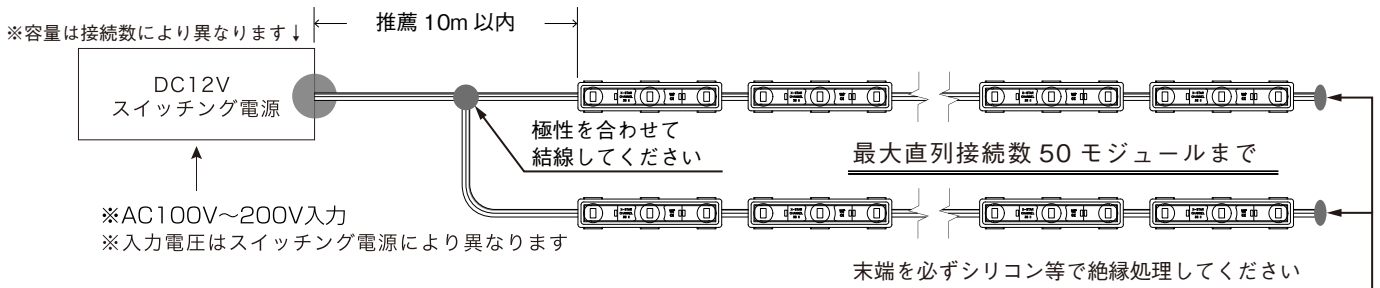 推薦 10m 以内
※容量は接続数により異なります↓
DC12V
スイッチング電源
極性を合わせて
結線してください
最大直列接続数 50 モジュールまで
※AC100V～200V入力
※入力電圧はスイッチング電源により異なります
末端を必ずシリコン等で絶縁処理してください